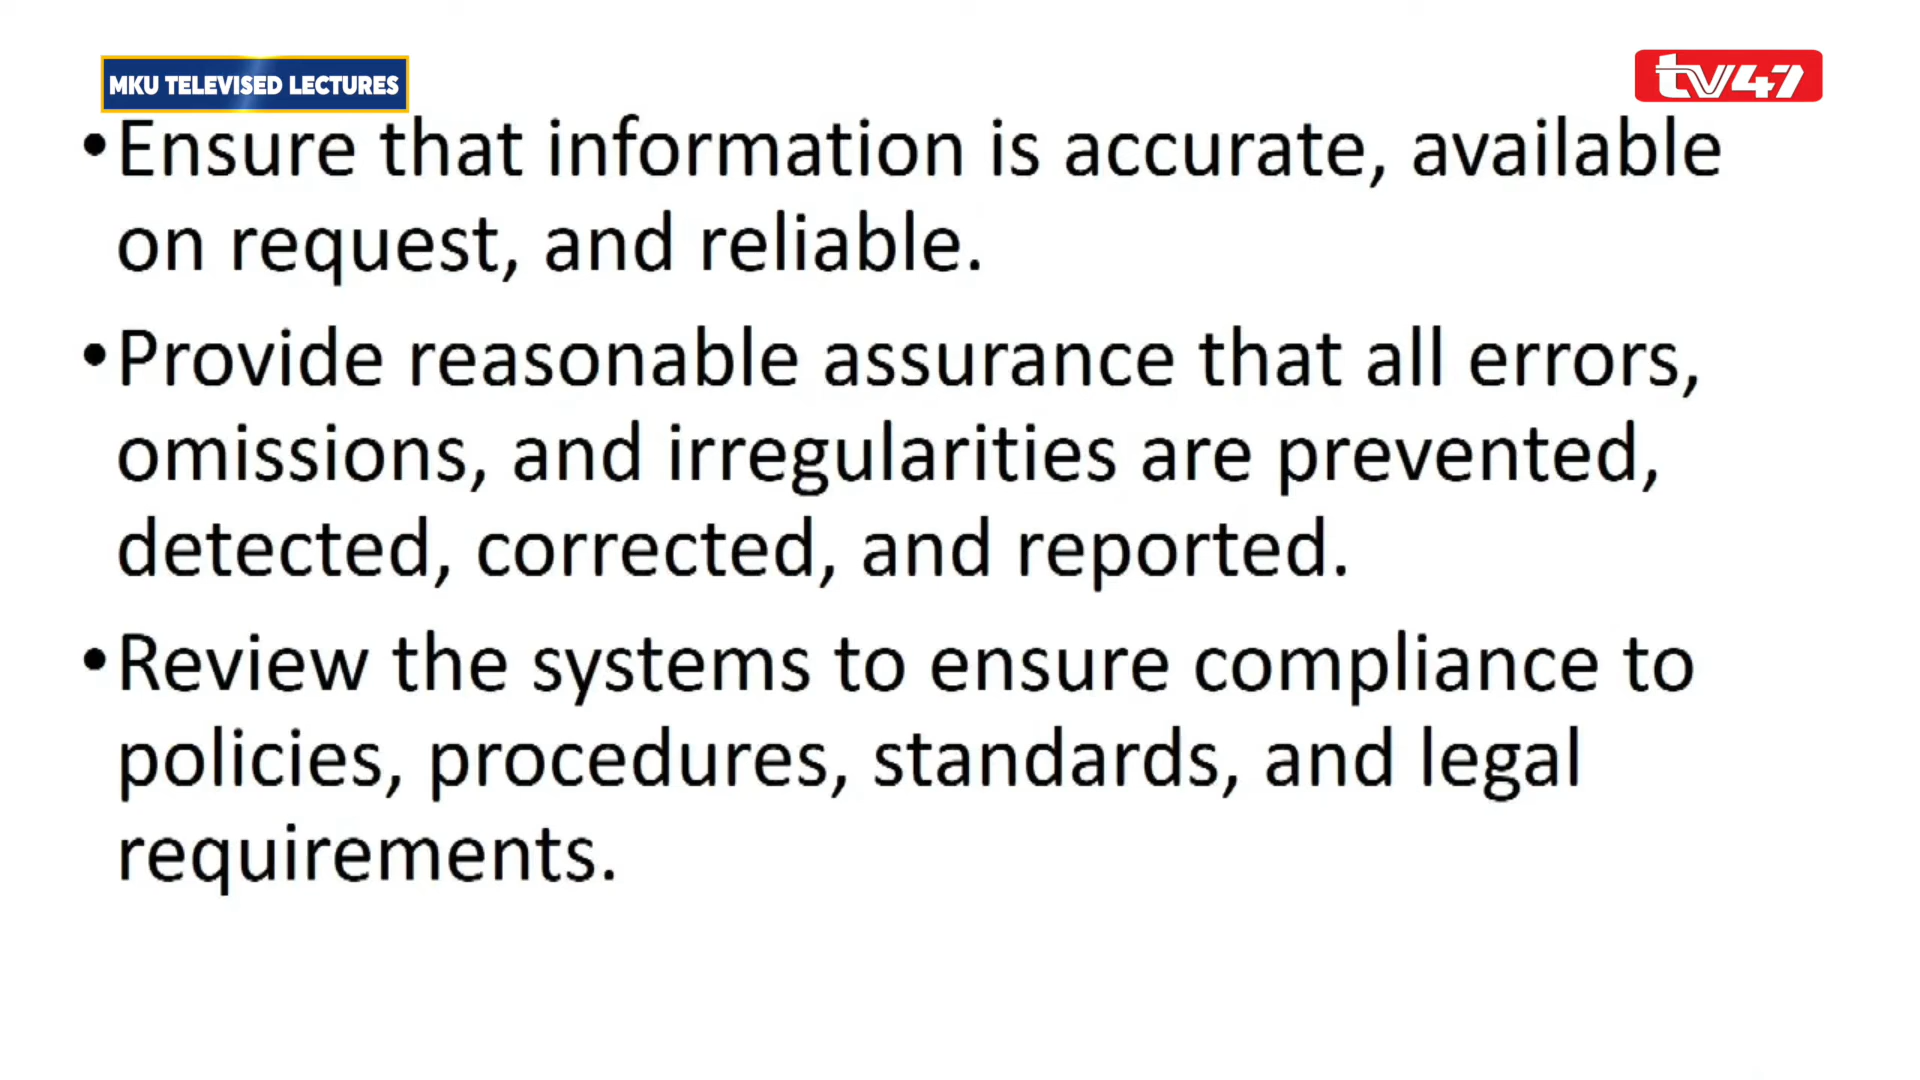 MKU TELEVISED LECTURES
tv47
•Ensure that information is accurate, available
on request, and reliable.
•Provide reasonable assurance that all errors,
omissions, and irregularities are prevented,
detected, corrected, and reported.
•Review the systems to ensure compliance to
policies, procedures, standards, and legal
requirements.